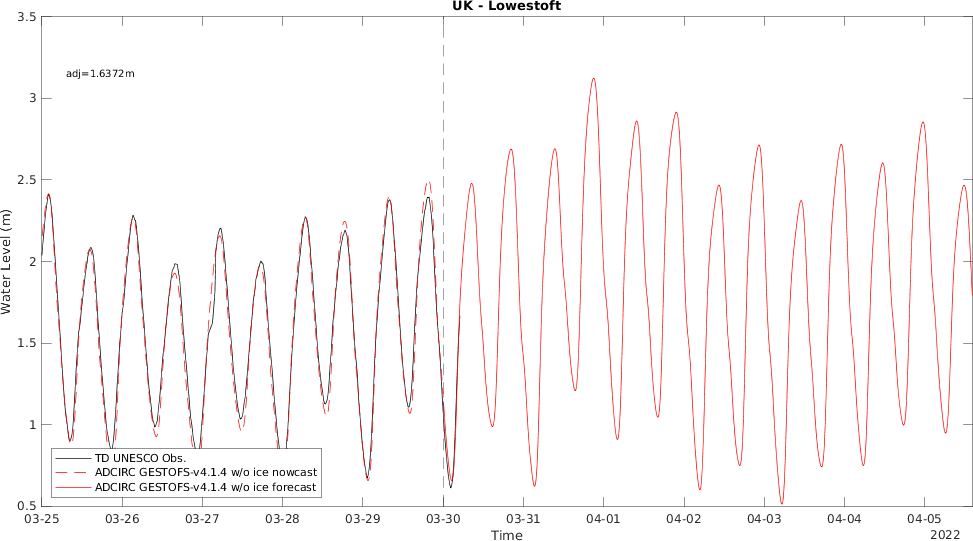 UK - Lowestoft
3.5
3
2.5
2
1.5
1
0.5
Water Level (m)
adj=1.6372m
TD UNESCO Obs.
ADCIRC GESTOFS-v4.1.4 w/o ice nowcast
ADCIRC GESTOFS-v4.1.4 w/o ice forecast
03-25 03-26 03-27 03-28 03-29 03-30 03-31 04-01 04-02 04-03 04-04 04-05
2022
Time